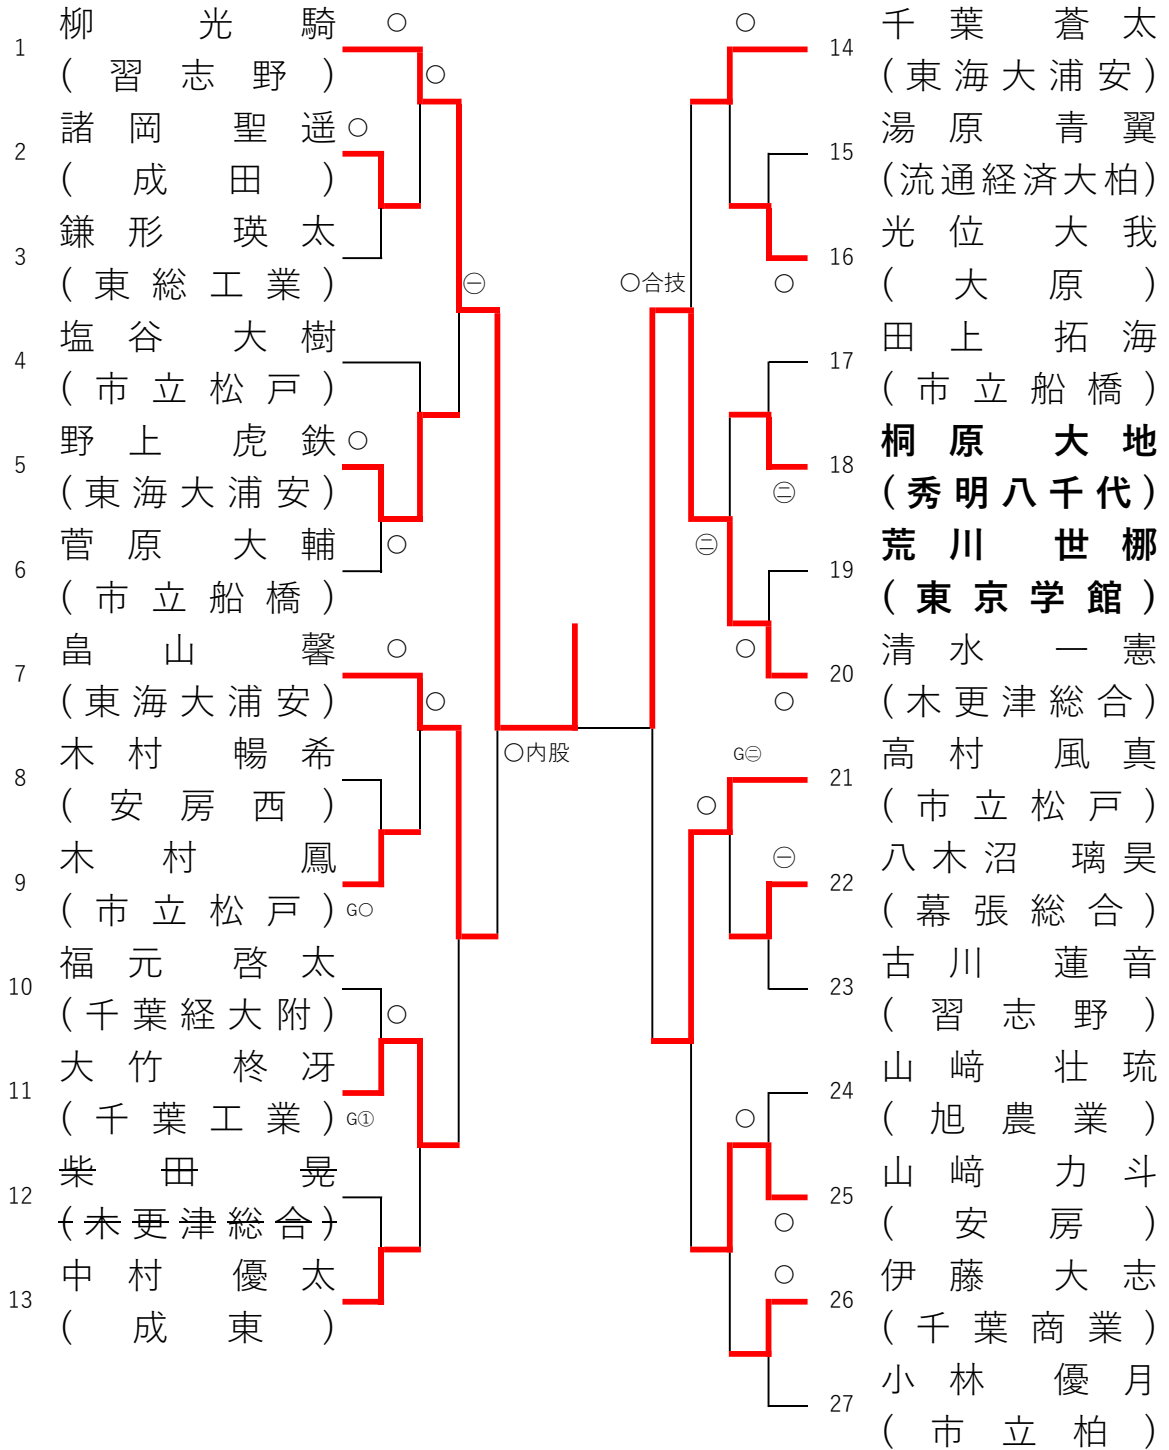 1 柳 光 騎 ○
(習志野) ○
2 諸岡 聖遥 ○
(成田)
3 鎌形 瑛太
(東総工業) ㊀
4 塩谷 大樹
(市立松戸)
5 野上 虎鉄 ○
(東海大浦安)
6 菅原 大輔 ○
(市立船橋)
7 畠山 馨 ○
(東海大浦安) ○
○内股
8 木村 暢希
(安房西)
9 木村 鳳
(市立松戸) G○
10 福元 啓太
(千葉経大附) ○
11 大竹 柊冴
(千葉工業) G①
12 柴田 晃
(木更津総合)
13 中村 優太
(成東)
○ 14 千葉 蒼太
(東海大浦安)
15 湯原 青翼
(流通経済大柏)
16 光位 大我
○合技 ○ (大原)
17 田上 拓海
(市立船橋)
18 桐原 大地
㊁ (秀明八千代)
㊁ 19 荒川 世梛
(東京学館)
○ 20 清水 一憲
○ (木更津総合)
G㊁ 21 高村 風真
○ (市立松戸)
㊀ 22 八木沼 璃昊
(幕張総合)
23 古川 蓮音
(習志野)
24 山﨑 壮琉
○ (旭農業)
25 山﨑 力斗
○ (安房)
○ 26 伊藤 大志
(千葉商業)
27 小林 優月
(市立柏)